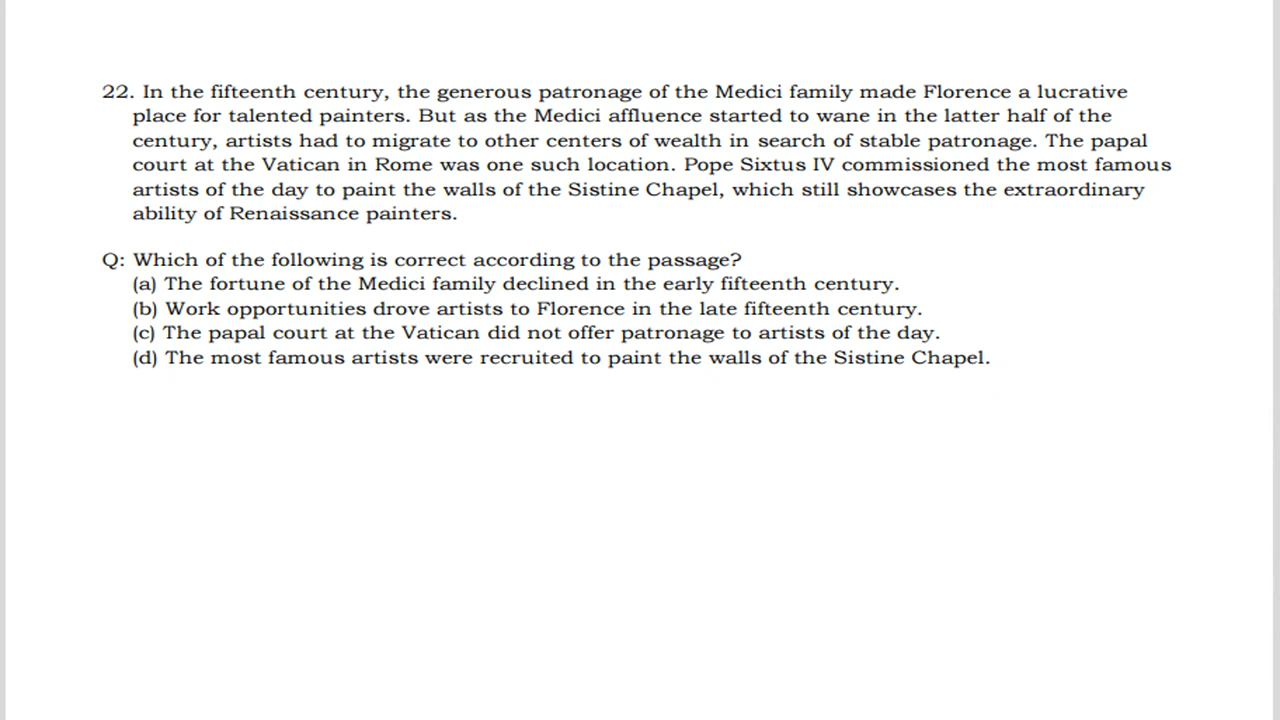 22. In the fifteenth century, the generous patronage of the Medici family made Florence a lucrative
place for talented painters. But as the Medici affluence started to wane in the latter half of the
century, artists had to migrate to other centers of wealth in search of stable patronage. The papal
court at the Vatican in Rome was one such location. Pope Sixtus IV commissioned the most famous
artists of the day to paint the walls of the Sistine Chapel, which still showcases the extraordinary
ability of Renaissance painters.
Q: Which of the following is correct according to the passage?
(a) The fortune of the Medici family declined in the early fifteenth century.
(b) Work opportunities drove artists to Florence in the late fifteenth century.
(c) The papal court at the Vatican did not offer patronage to artists of the day.
(d) The most famous artists were recruited to paint the walls of the Sistine Chapel.